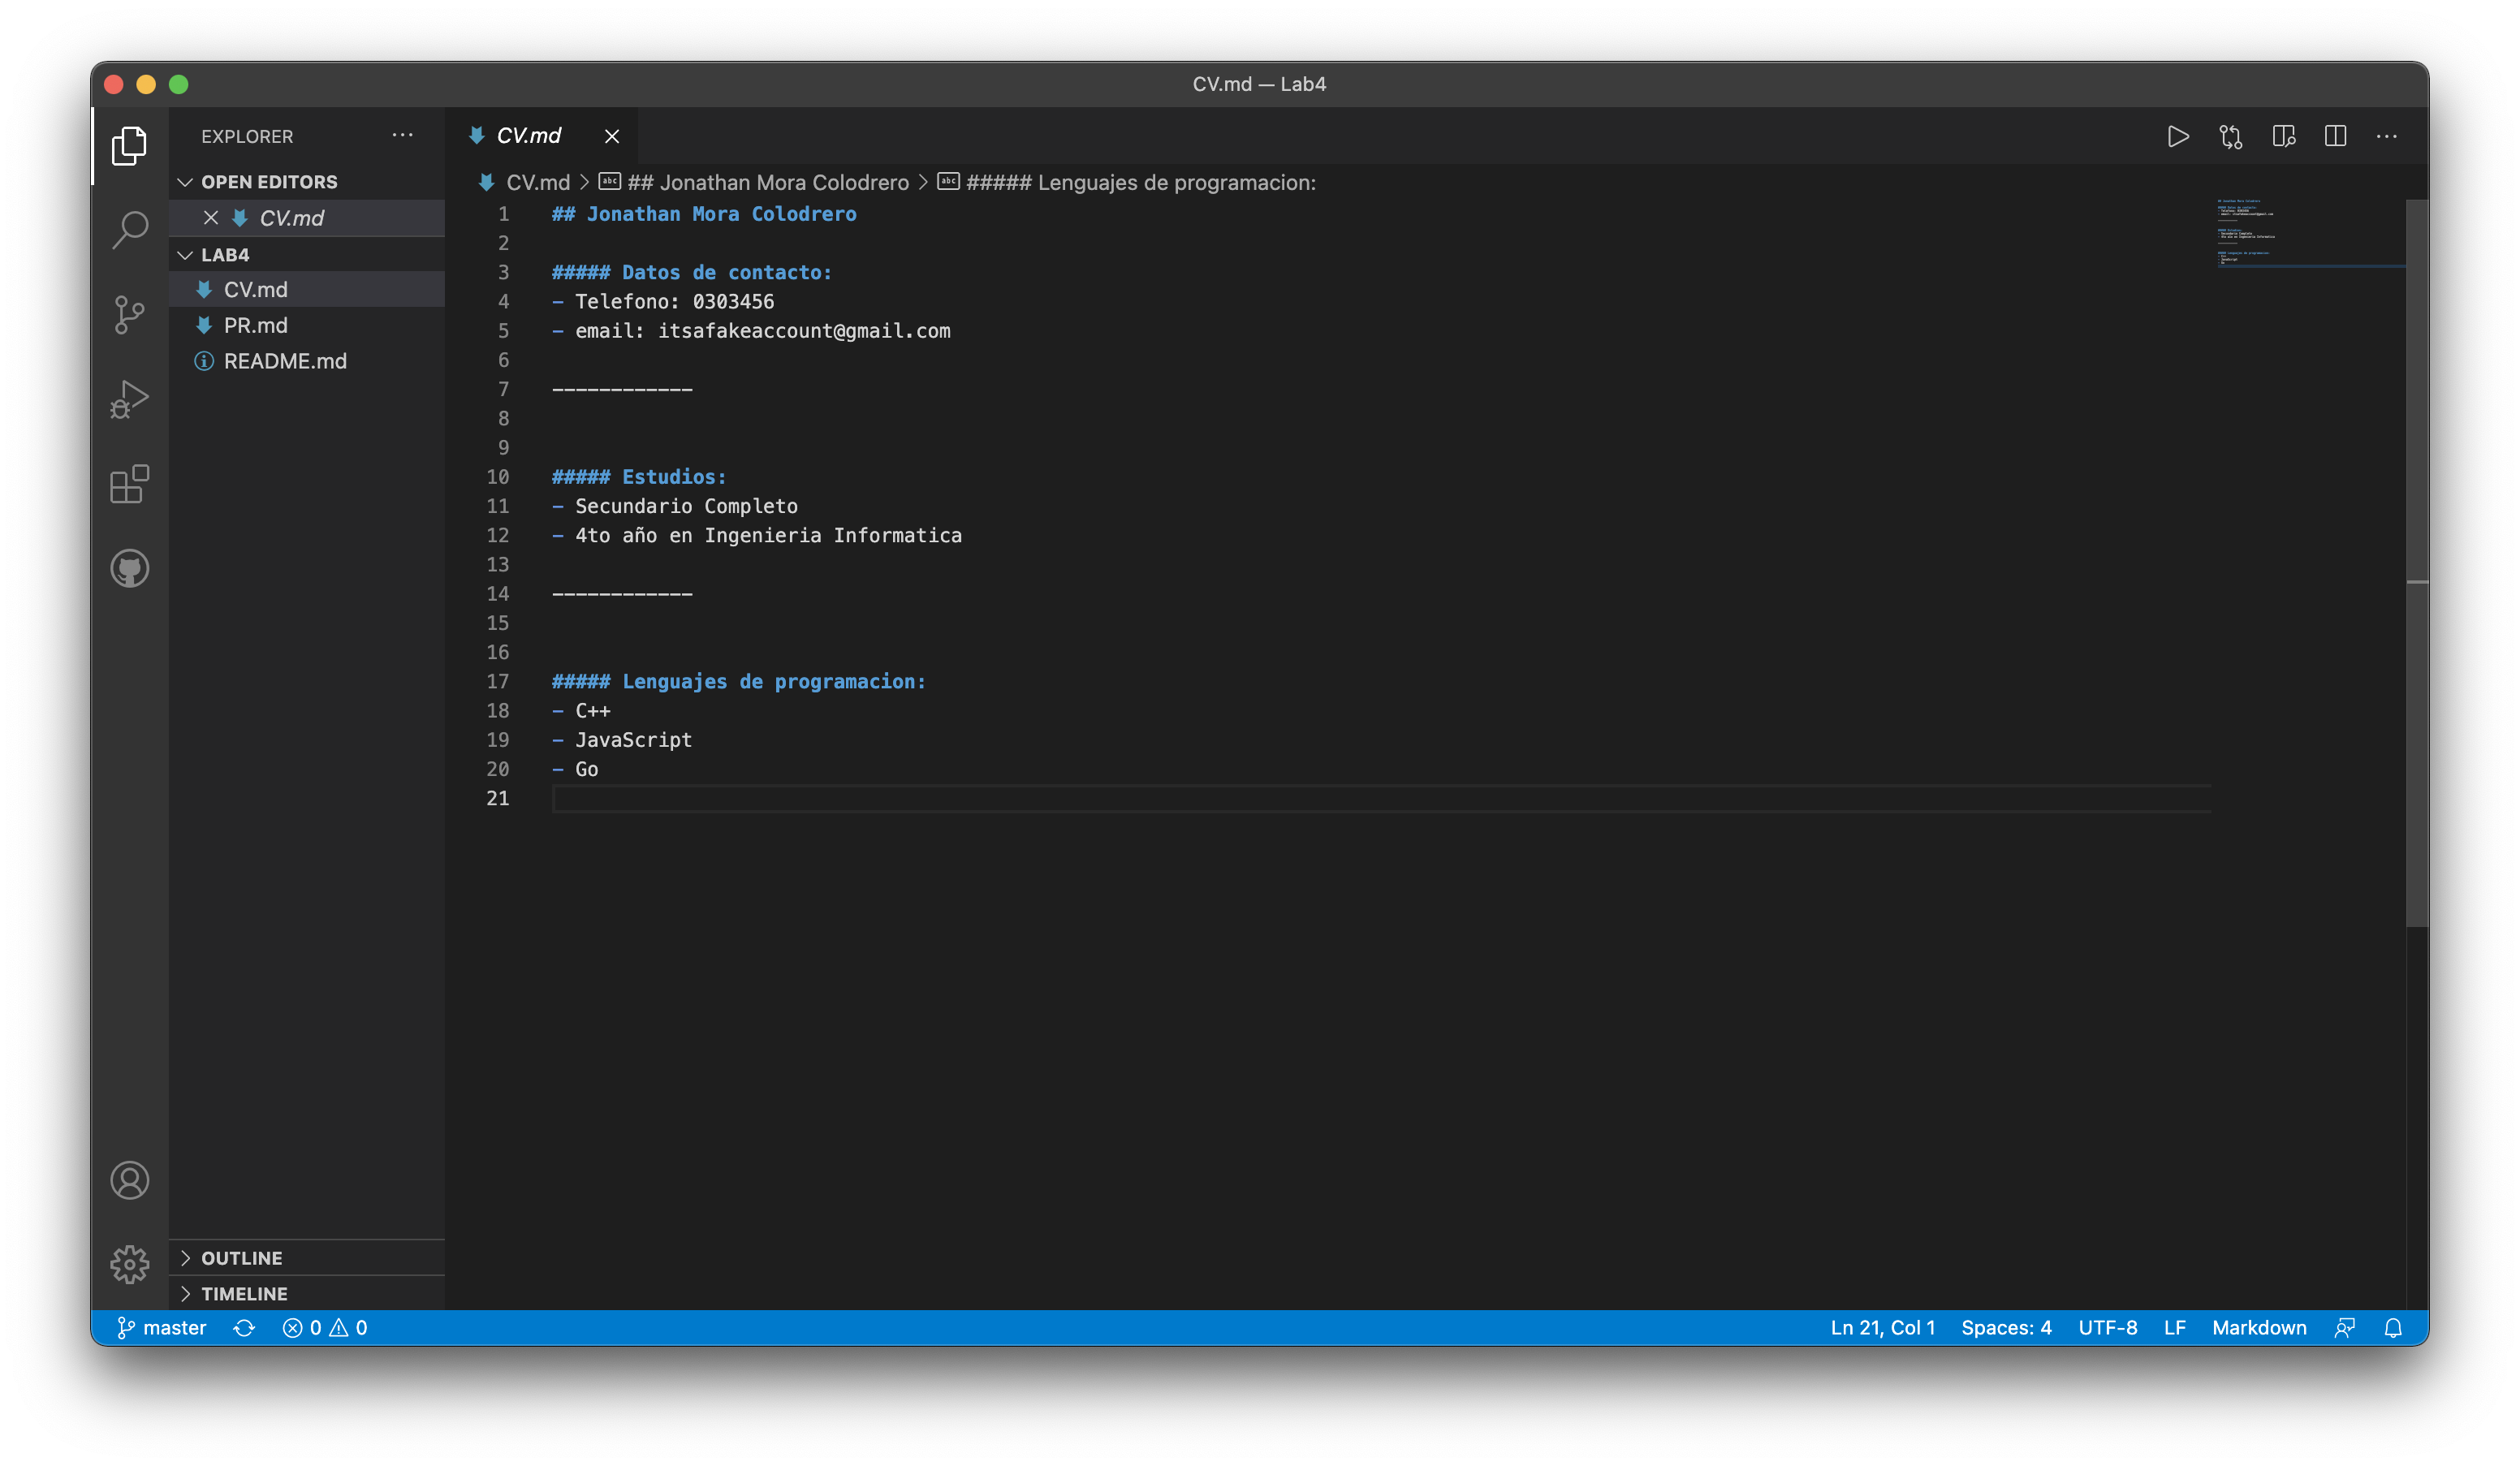 CV.md — Lab4
EXPLORER
OPEN EDITORS
CV.md
LAB4
CV.md
PR.md
README.md
OUTLINE
TIMELINE
CV.md
CV.md > ## Jonathan Mora Colodrero > ##### Lenguajes de programacion:
1 ## Jonathan Mora Colodrero
2
3 ##### Datos de contacto:
4 - Telefono: 0303456
5 - email: itsafakeaccount@gmail.com
6
7 ------------
8
9
10 ##### Estudios:
11 - Secundario Completo
12 - 4to año en Ingenieria Informatica
13
14 ------------
15
16
17 ##### Lenguajes de programacion:
18 - C++
19 - JavaScript
20 - Go
21
master 0 0 Ln 21, Col 1 Spaces: 4 UTF-8 LF Markdown